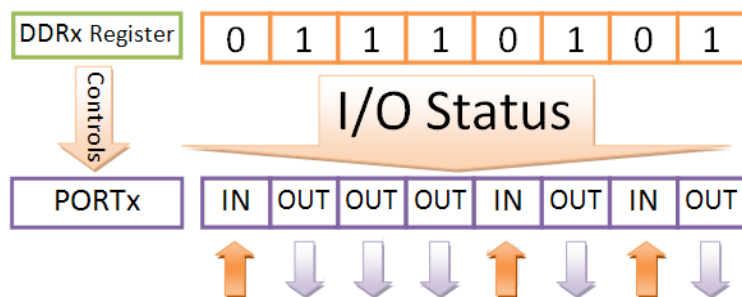 DDRx Register 0 1 1 1 0 1 0 1
Controls
I/O Status
PORTx IN OUT OUT OUT IN OUT IN OUT